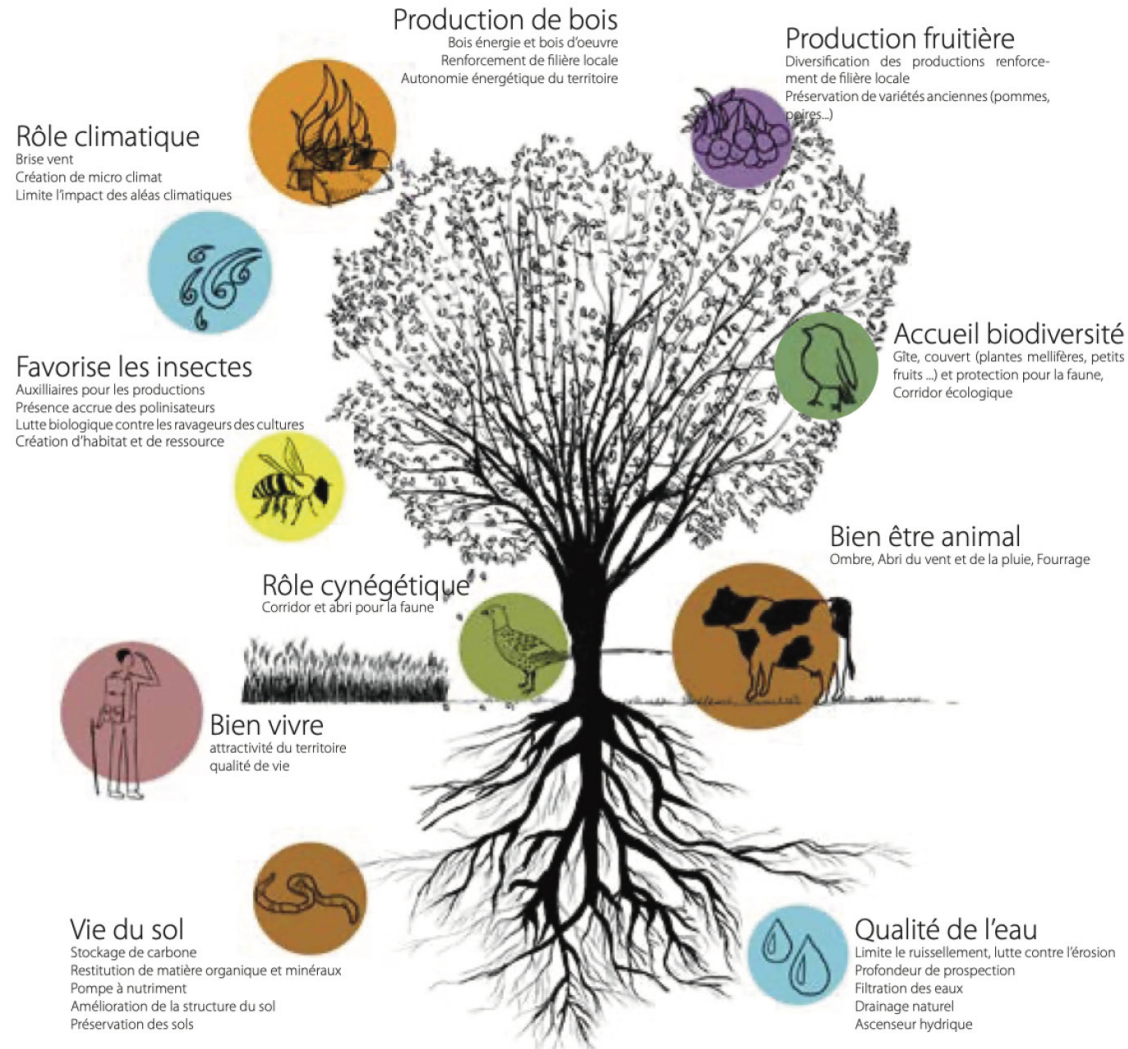 Production de bois
Bois énergie et bois d'oeuvre
Renforcement de filière locale
Autonomie énergétique du territoire
Production fruitière
Diversification des productions renforce-
ment de filière locale
Préservation de variétés anciennes (pommes,
poires...)
Rôle climatique
Brise vent
Création de micro climat
Limite l'impact des aléas climatiques
Accueil biodiversité
Gîte, couvert (plantes mellifères, petits
fruits ...) et protection pour la faune,
Corridor écologique
Favorise les insectes
Auxilliaires pour les productions
Présence accrue des polinisateurs
Lutte biologique contre les ravageurs des cultures
Création d'habitat et de ressource
Bien être animal
Ombre, Abri du vent et de la pluie, Fourrage
Rôle cynégétique
Corridor et abri pour la faune
Bien vivre
attractivité du territoire
qualité de vie
Vie du sol
Stockage de carbone
Restitution de matière organique et minéraux
Pompe à nutriment
Amélioration de la structure du sol
Préservation des sols
Qualité de l'eau
Limite le ruissellement, lutte contre l'érosion
Profondeur de prospection
Filtration des eaux
Drainage naturel
Ascenseur hydrique